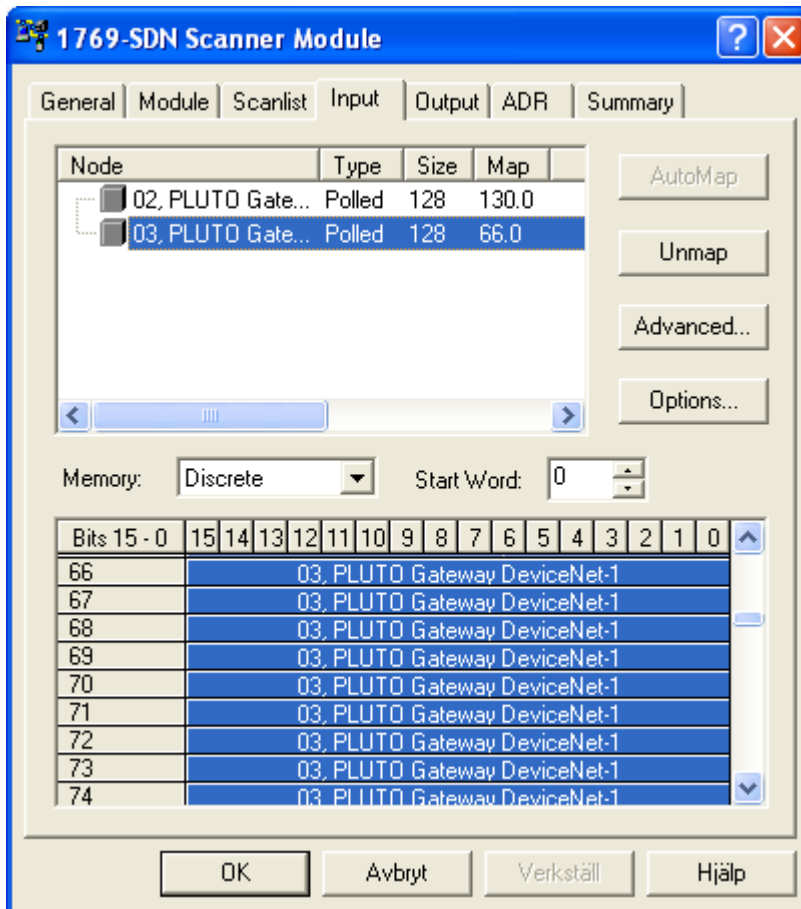 1769-SDN Scanner Module
General Module Scanlist Input Output ADR Summary
Node Type Size Map
02, PLUTO Gate... Polled 128 130.0
03, PLUTO Gate... Polled 128 66.0
AutoMap
Unmap
Advanced...
Options...
Memory: Discrete Start Word: 0
Bits 15 - 0 15 14 13 12 11 10 9 8 7 6 5 4 3 2 1 0
66 03, PLUTO Gateway DeviceNet-1
67 03, PLUTO Gateway DeviceNet-1
68 03, PLUTO Gateway DeviceNet-1
69 03, PLUTO Gateway DeviceNet-1
70 03, PLUTO Gateway DeviceNet-1
71 03, PLUTO Gateway DeviceNet-1
72 03, PLUTO Gateway DeviceNet-1
73 03, PLUTO Gateway DeviceNet-1
74 03, PLUTO Gateway DeviceNet-1
OK Avbryt Verkställ Hjälp